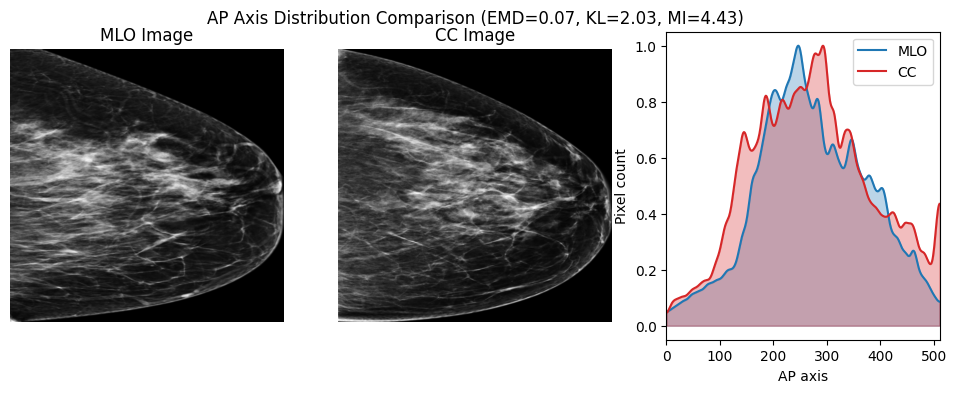 AP Axis Distribution Comparison (EMD=0.07, KL=2.03, MI=4.43)
MLO Image
CC Image
MLO
CC
Pixel count
1.0
0.8
0.6
0.4
0.2
0.0
0 100 200 300 400 500
AP axis